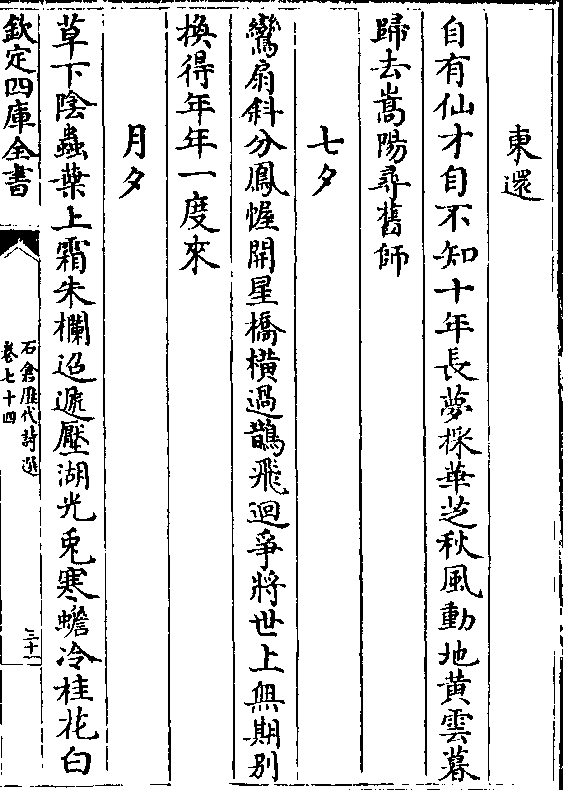 東還
自有仙才自不知十年長夢採華芝秋風動地黄雲暮
歸去嵩陽尋舊師
七夕
鸞扇斜分鳳幄開星橋横過鵲飛迴爭將世上無期別
換得年年一度來
月夕
草下陰蟲葉上霜朱欄迢遞壓湖光兎寒蟾冷桂花白
欽定四庫全書
石倉歷代詩選
卷七十四
三十一